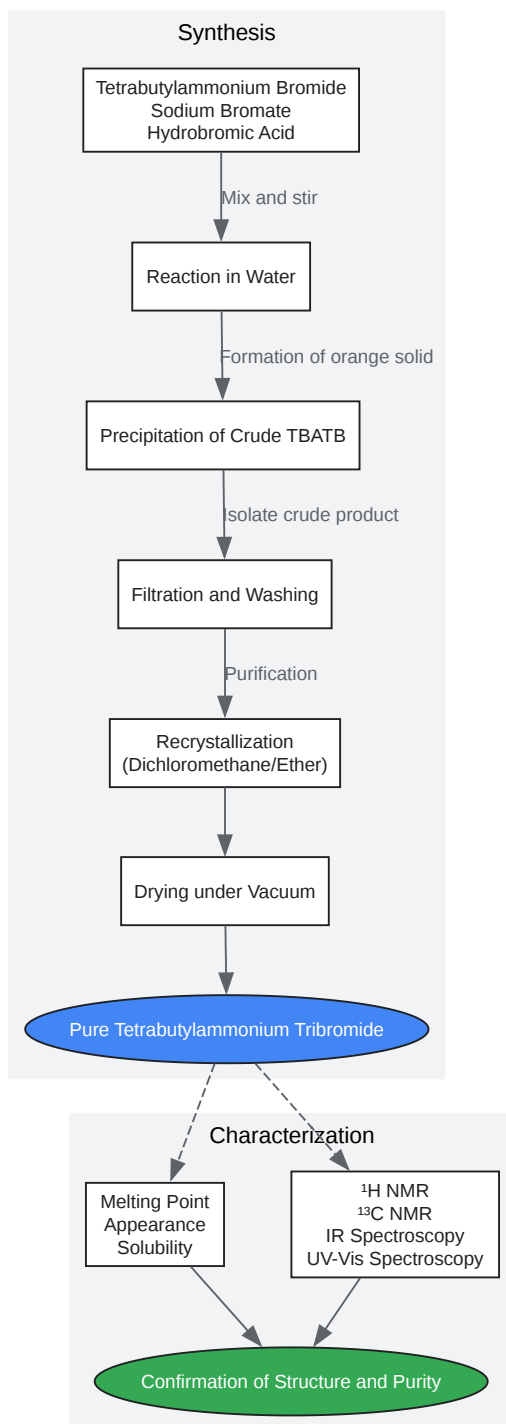 Synthesis
Tetrabutylammonium Bromide
Sodium Bromate
Hydrobromic Acid
Mix and stir
Reaction in Water
Formation of orange solid
Precipitation of Crude TBATB
Isolate crude product
Filtration and Washing
Purification
Recrystallization
(Dichloromethane/Ether)
Drying under Vacuum
Pure Tetrabutylammonium Tribromide
Characterization
Melting Point
Appearance
Solubility
¹H NMR
¹³C NMR
IR Spectroscopy
UV-Vis Spectroscopy
Confirmation of Structure and Purity